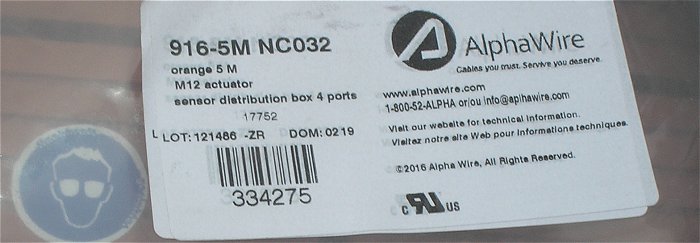 916-5M NC032
orange 5 M
M12 actuator
sensor distribution box 4 ports
17752
LOT: 121486 -ZR DOM: 0219
334275
AlphaWire
Cables you trust. Service you deserve.
www.alphawire.com
1-800-52-ALPHA or/ou info@aplhawire.com
Visit our website for technical information.
Visitez notre site Web pour informations techniques.
©2016 Alpha Wire, All Rights Reserved.
c RU US